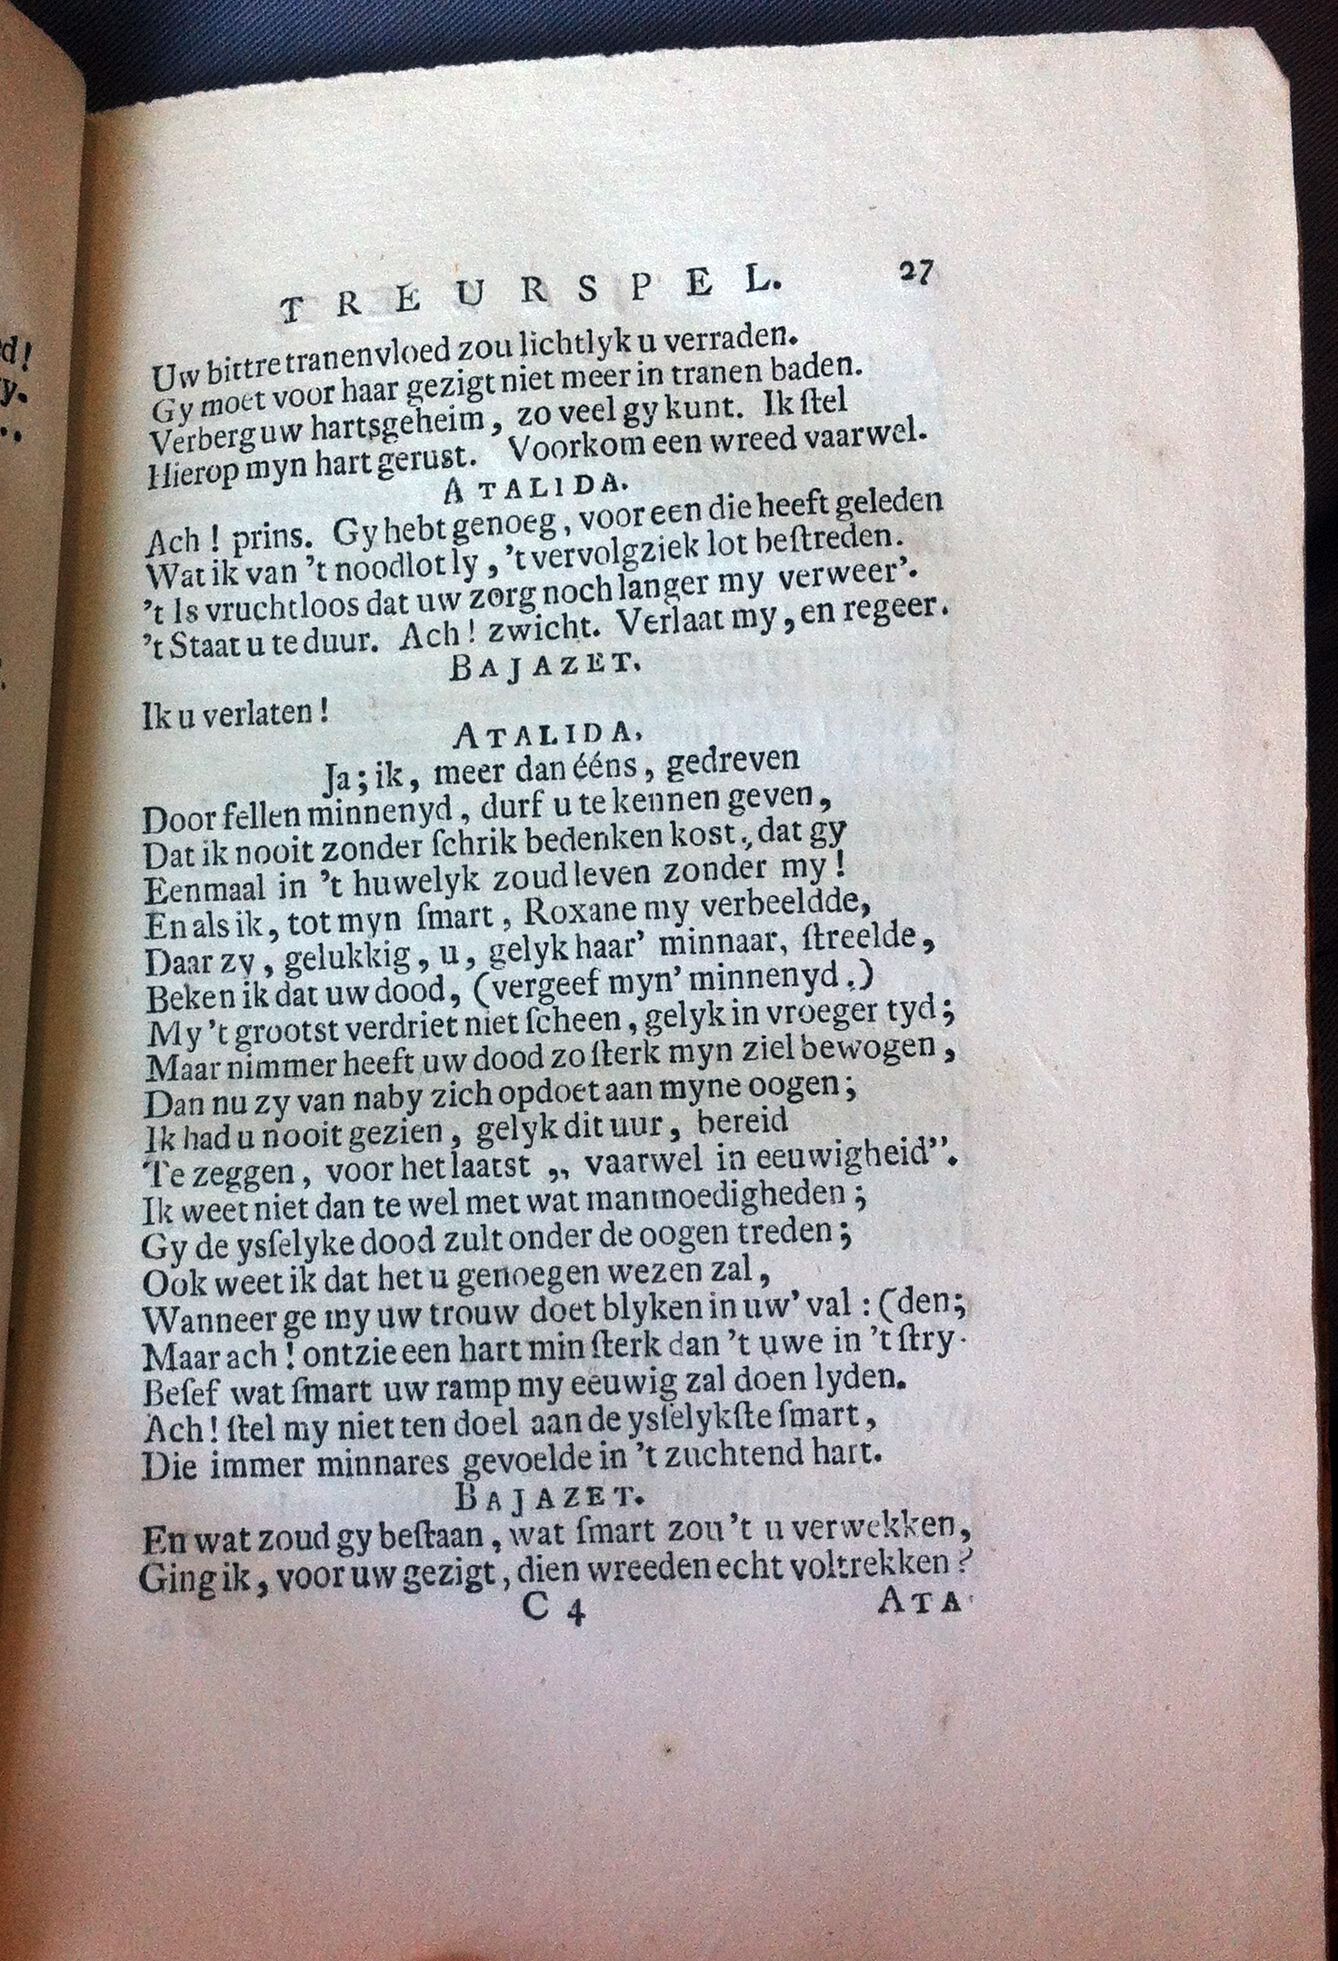 TREURSPEL. 27
Uw bittre tranenvloed zou lichtlyk u verraden.
Gy moet voor haar gezigt niet meer in tranen baden.
Verberg uw hartsgeheim, zo veel gy kunt. Ik ſtel
Hierop myn hart gerust. Voorkom een wreed vaarwel.
ATALIDA.
Ach! prins. Gy hebt genoeg, voor een die heeft geleden
Wat ik van 't noodlot ly, 't vervolgziek lot beſtreden.
't Is vruchtloos dat uw zorg noch langer my verweer'.
't Staat u te duur. Ach! zwicht. Verlaat my, en regeer.
BAJAZET.
Ik u verlaten!
ATALIDA.
Ja; ik, meer dan ééns, gedreven
Door fellen minnenyd, durf u te kennen geven,
Dat ik nooit zonder ſchrik bedenken kost, dat gy
Eenmaal in 't huwelyk zoud leven zonder my!
En als ik, tot myn ſmart, Roxane my verbeeldde,
Daar zy, gelukkig, u, gelyk haar' minnaar, ſtreelde,
Beken ik dat uw dood, (vergeef myn' minnenyd.)
My 't grootst verdriet niet ſcheen, gelyk in vroeger tyd;
Maar nimmer heeft uw dood zo ſterk myn ziel bewogen,
Dan nu zy van naby zich opdoet aan myne oogen;
Ik had u nooit gezien, gelyk dit uur, bereid
Te zeggen, voor het laatst „ vaarwel in eeuwigheid”.
Ik weet niet dan te wel met wat manmoedigheden;
Gy de ysſelyke dood zult onder de oogen treden;
Ook weet ik dat het u genoegen wezen zal,
Wanneer ge my uw trouw doet blyken in uw' val: (den;
Maar ach! ontzie een hart min ſterk dan 't uwe in 't ſtry-
Beſef wat ſmart uw ramp my eeuwig zal doen lyden.
Ach! ſtel my niet ten doel aan de ysſelykſte ſmart,
Die immer minnares gevoelde in 't zuchtend hart.
BAJAZET.
En wat zoud gy beſtaan, wat ſmart zou 't u verwekken,
Ging ik, voor uw gezigt, dien wreeden echt voltrekken?
C 4 ATA-
d!
y.